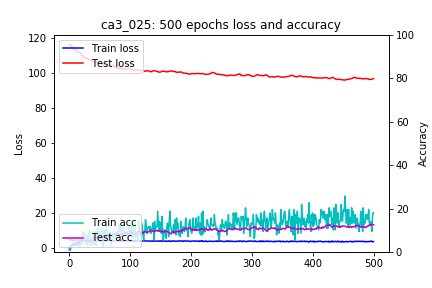 ca3_025: 500 epochs loss and accuracy
120
100
80
60
40
20
0
Loss
Train loss
Test loss
Train acc
Test acc
0
100
200
300
400
500
100
80
60
40
20
0
Accuracy